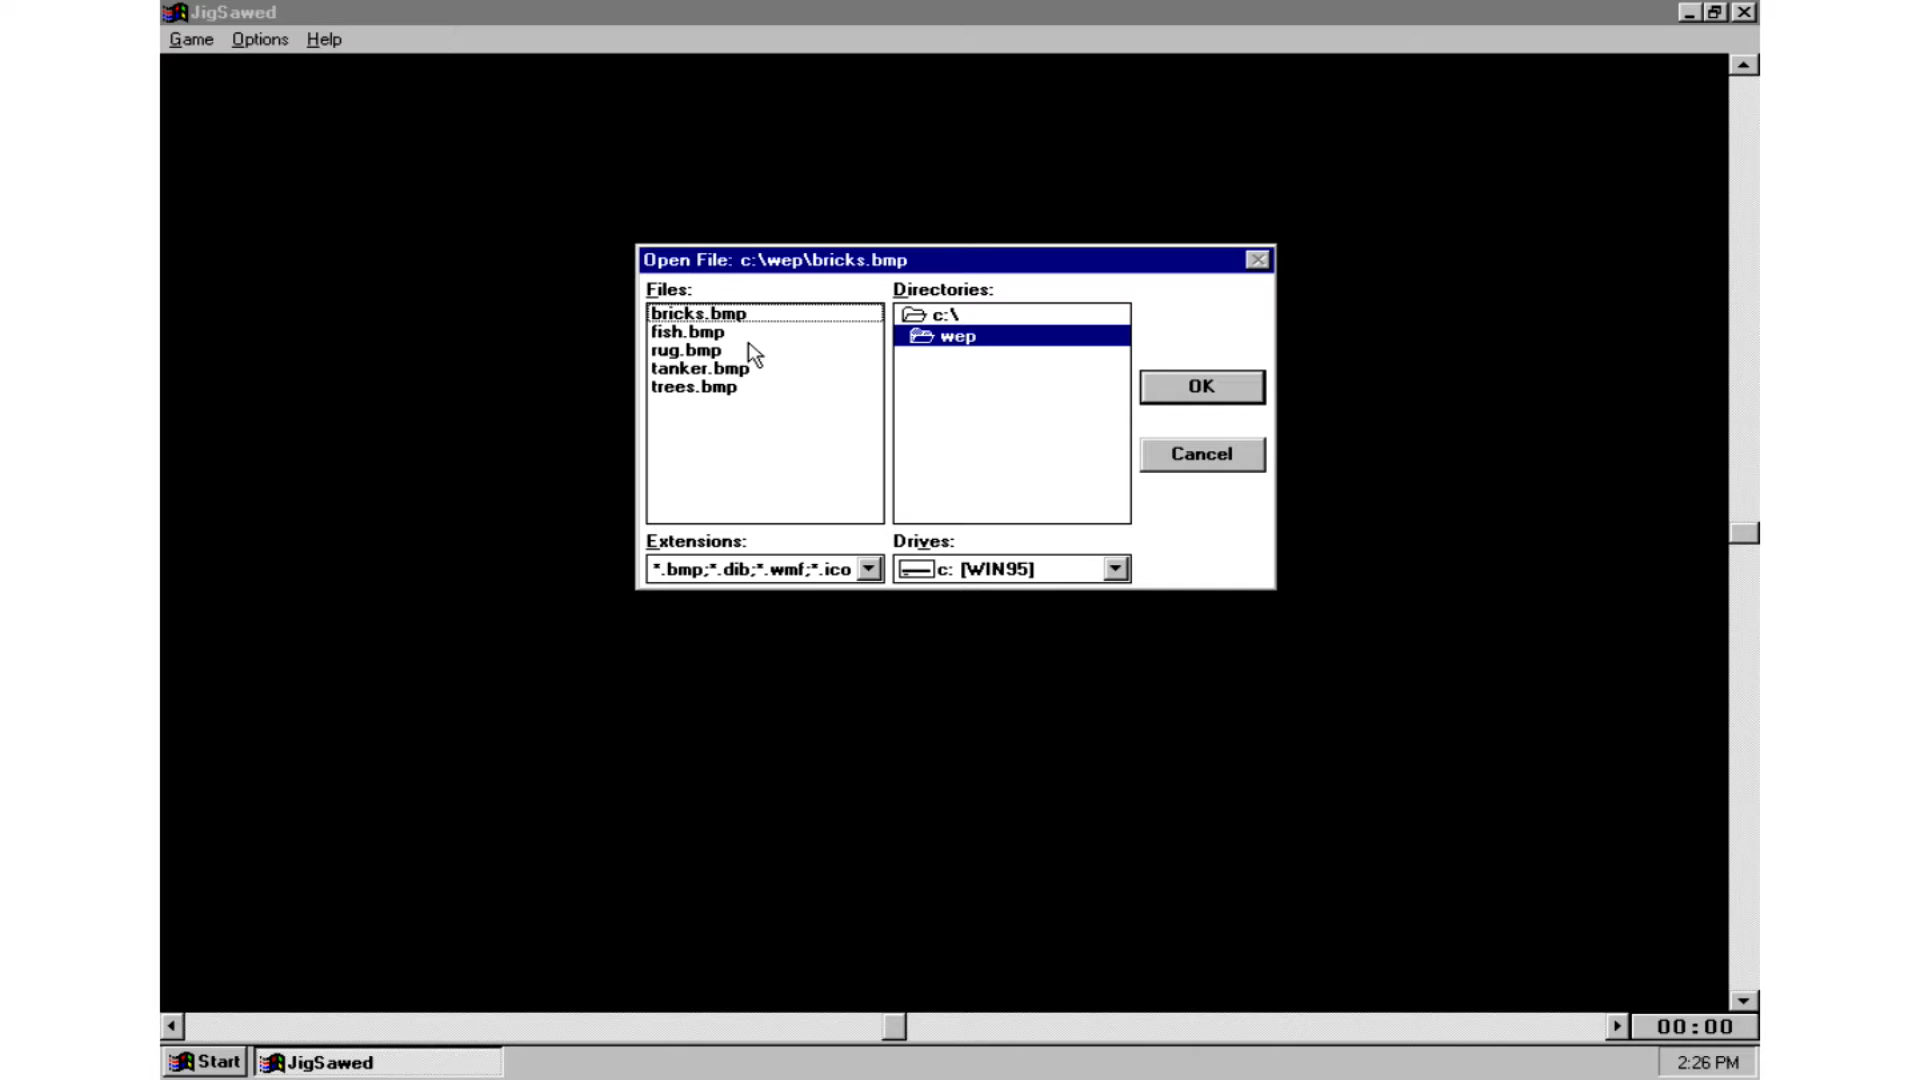 JigSawed
Game Options Help
Open File: c:\wep\bricks.bmp
Files:
bricks.bmp
fish.bmp
rug.bmp
tanker.bmp
trees.bmp
Directories:
c:\
wep
OK
Cancel
Extensions:
*.bmp;*.dib;*.wmf;*.ico
Drives:
c: [WIN95]
00:00
Start
JigSawed
2:26 PM